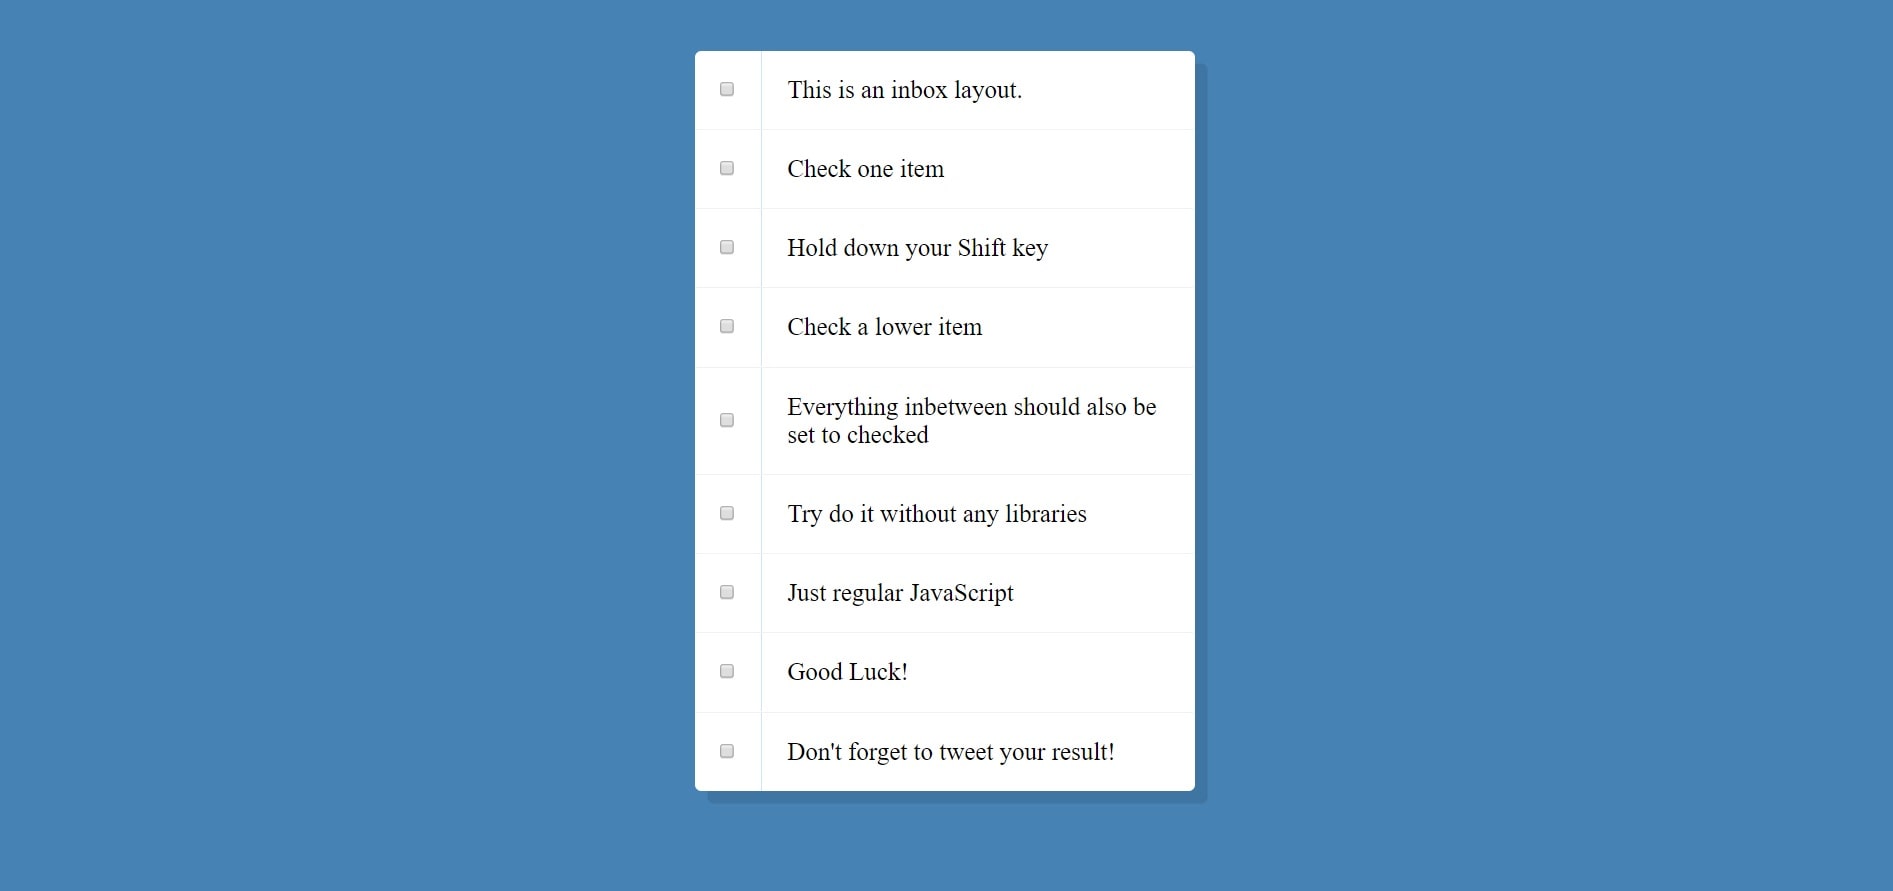 This is an inbox layout.
Check one item
Hold down your Shift key
Check a lower item
Everything inbetween should also be
set to checked
Try do it without any libraries
Just regular JavaScript
Good Luck!
Don't forget to tweet your result!